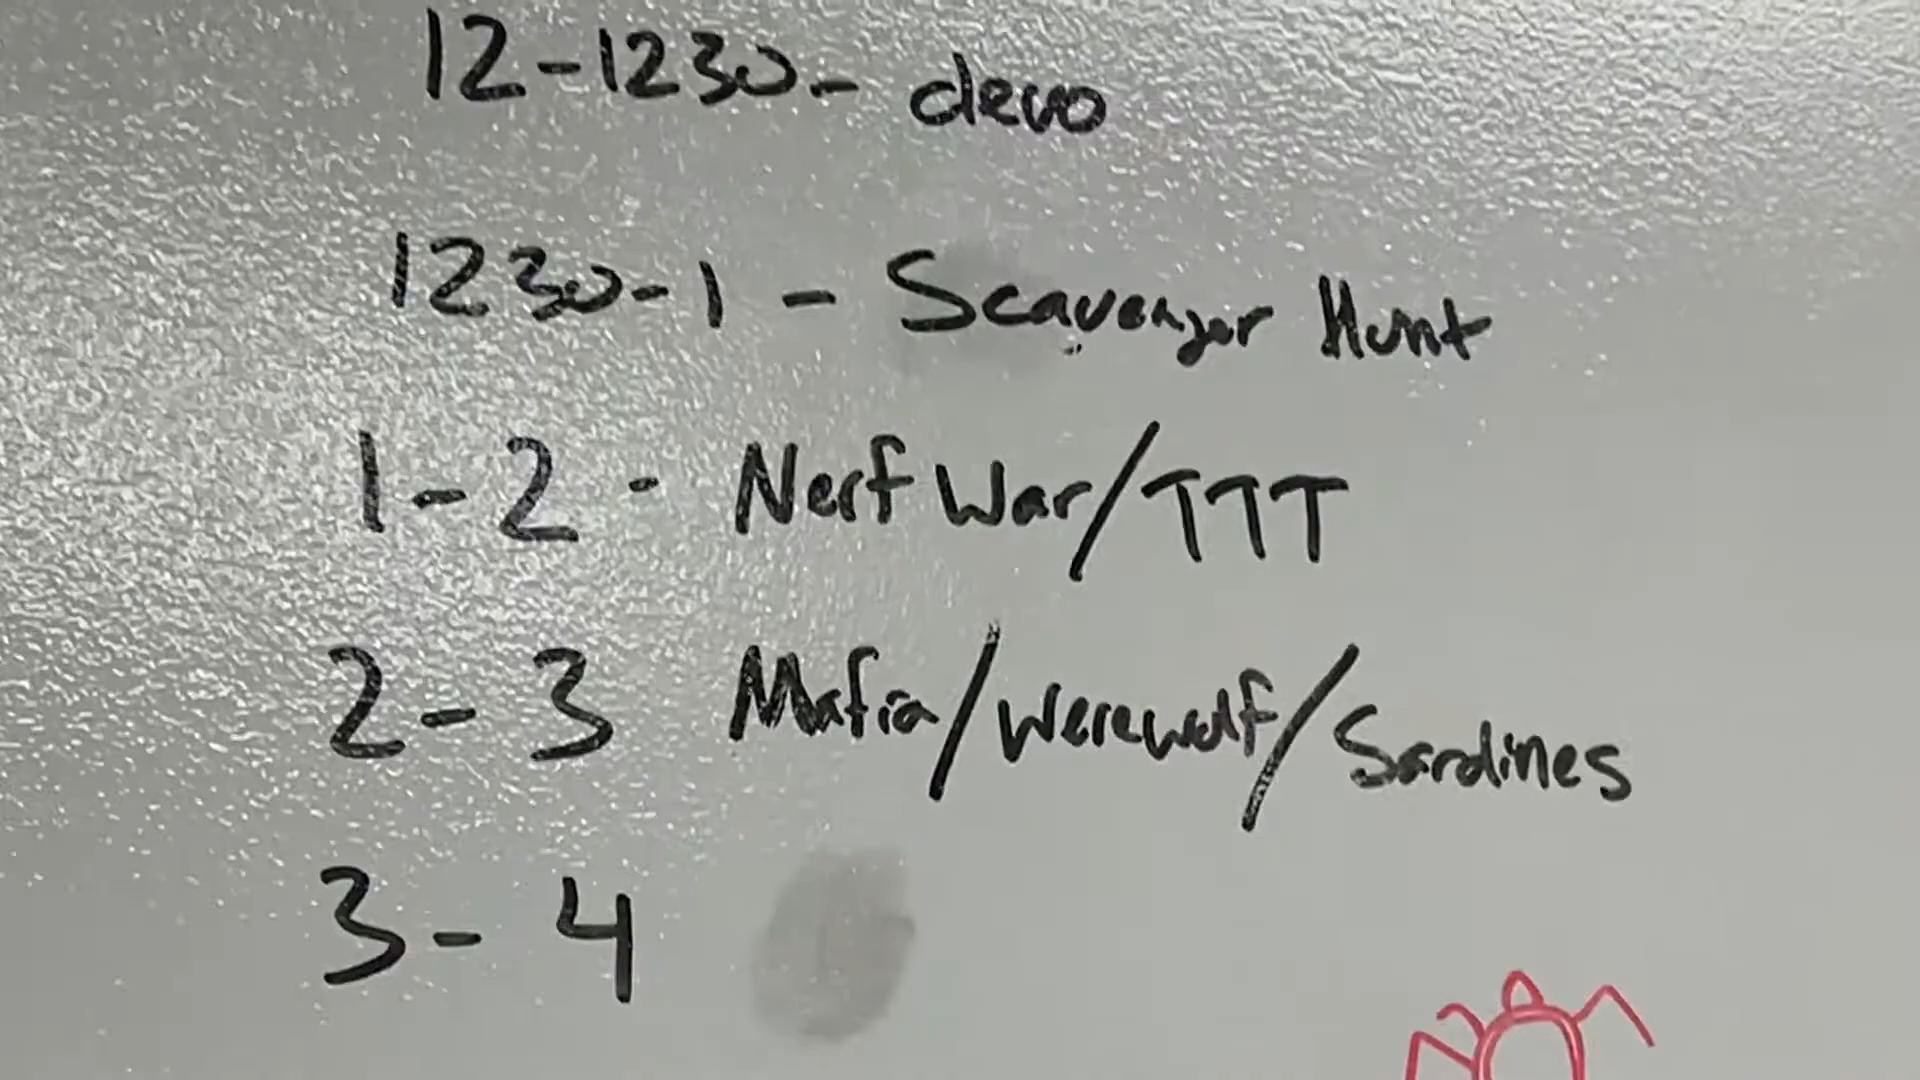 12-1230- devo
1230-1 - Scavenger Hunt
1-2 - Nerf War/TTT
2-3 Mafia/Werewolf/Sardines
3-4